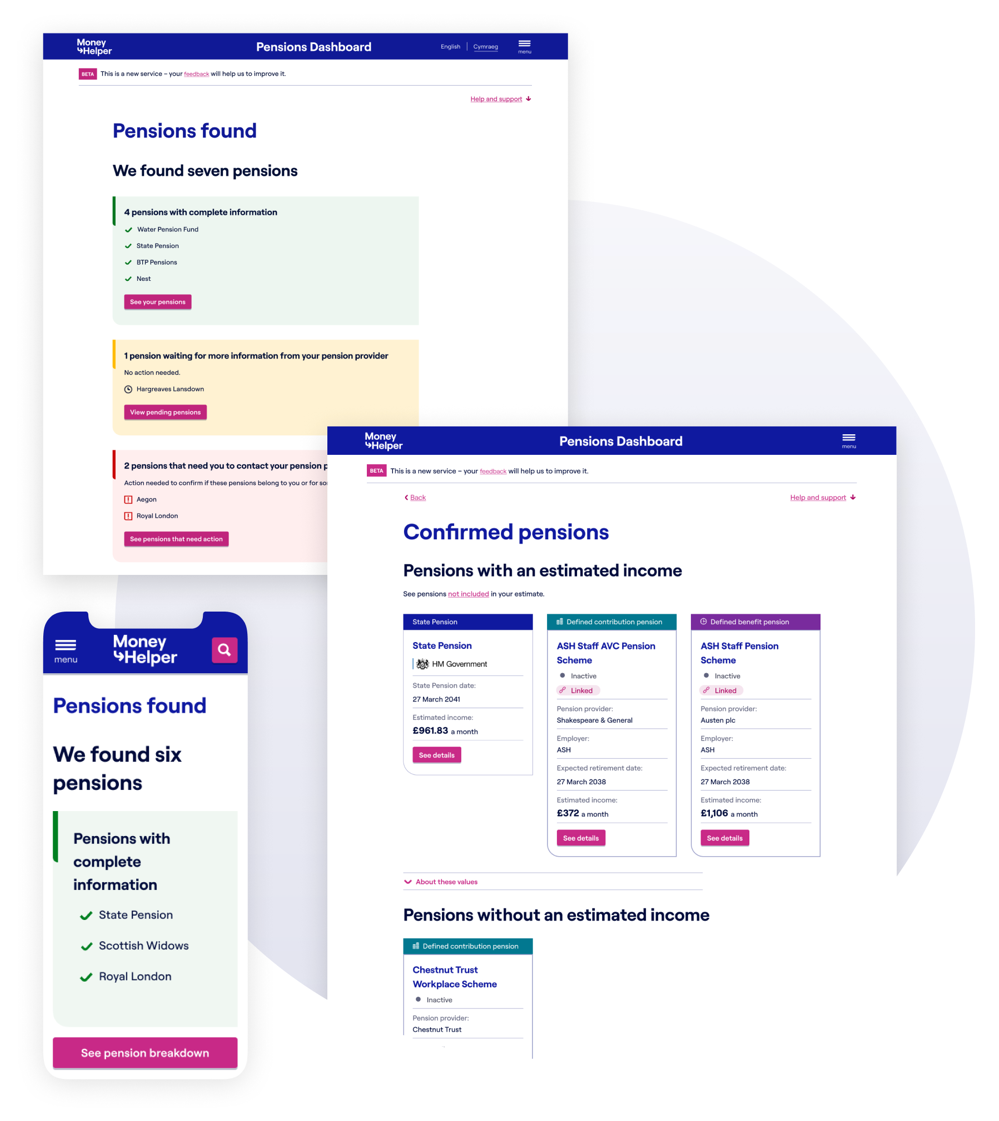 Money
Helper
Pensions Dashboard
English
Cymraeg
menu
BETA This is a new service – your feedback will help us to improve it.
Help and support
Pensions found
We found seven pensions
4 pensions with complete information
Water Pension Fund
State Pension
BTP Pensions
Nest
See your pensions
1 pension waiting for more information from your pension provider
No action needed.
Hargreaves Lansdown
View pending pensions
2 pensions that need you to contact your pension p
Action needed to confirm if these pensions belong to you or for so
Aegon
Royal London
See pensions that need action
Money
Helper
Pensions Dashboard
menu
BETA This is a new service – your feedback will help us to improve it.
Back
Help and support
Confirmed pensions
Pensions with an estimated income
See pensions not included in your estimate.
State Pension
State Pension
HM Government
State Pension date:
27 March 2041
Estimated income:
£961.83 a month
See details
Defined contribution pension
ASH Staff AVC Pension
Scheme
Inactive
Linked
Pension provider:
Shakespeare & General
Employer:
ASH
Expected retirement date:
27 March 2038
Estimated income:
£372 a month
See details
Defined benefit pension
ASH Staff Pension
Scheme
Inactive
Linked
Pension provider:
Austen plc
Employer:
ASH
Expected retirement date:
27 March 2038
Estimated income:
£1,106 a month
See details
About these values
Pensions without an estimated income
Defined contribution pension
Chestnut Trust
Workplace Scheme
Inactive
Pension provider:
Chestnut Trust
menu
Money
Helper
Pensions found
We found six
pensions
Pensions with
complete
information
State Pension
Scottish Widows
Royal London
See pension breakdown